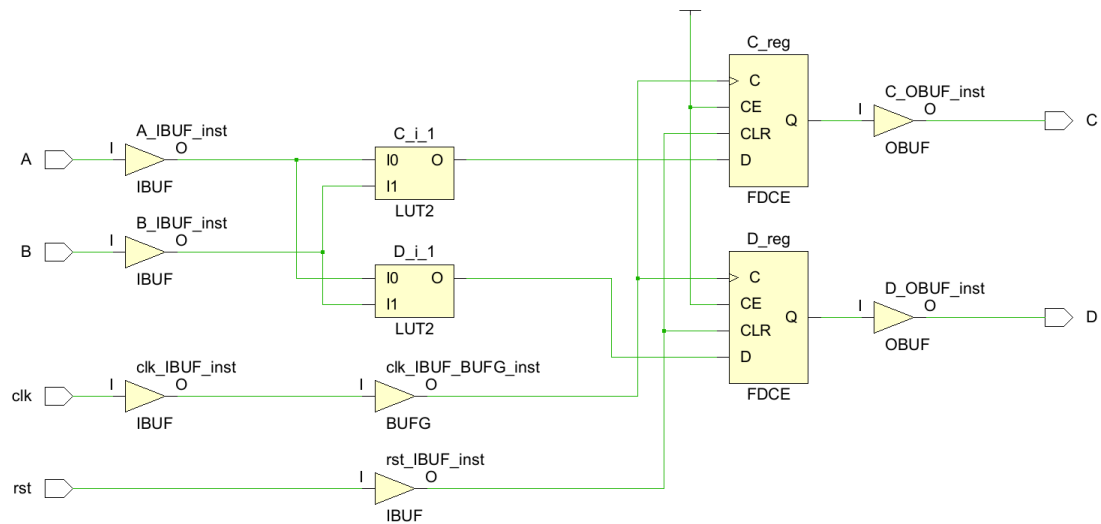 C_reg
C
CE
CLR
D
Q
FDCE
C_OBUF_inst
I
O
OBUF
C
A
I
A_IBUF_inst
O
IBUF
C_i_1
I0
O
I1
LUT2
B
I
B_IBUF_inst
O
IBUF
D_i_1
I0
O
I1
LUT2
D_reg
C
CE
CLR
D
Q
FDCE
D_OBUF_inst
I
O
OBUF
D
clk
I
clk_IBUF_inst
O
IBUF
I
clk_IBUF_BUFG_inst
O
BUFG
rst
I
rst_IBUF_inst
O
IBUF